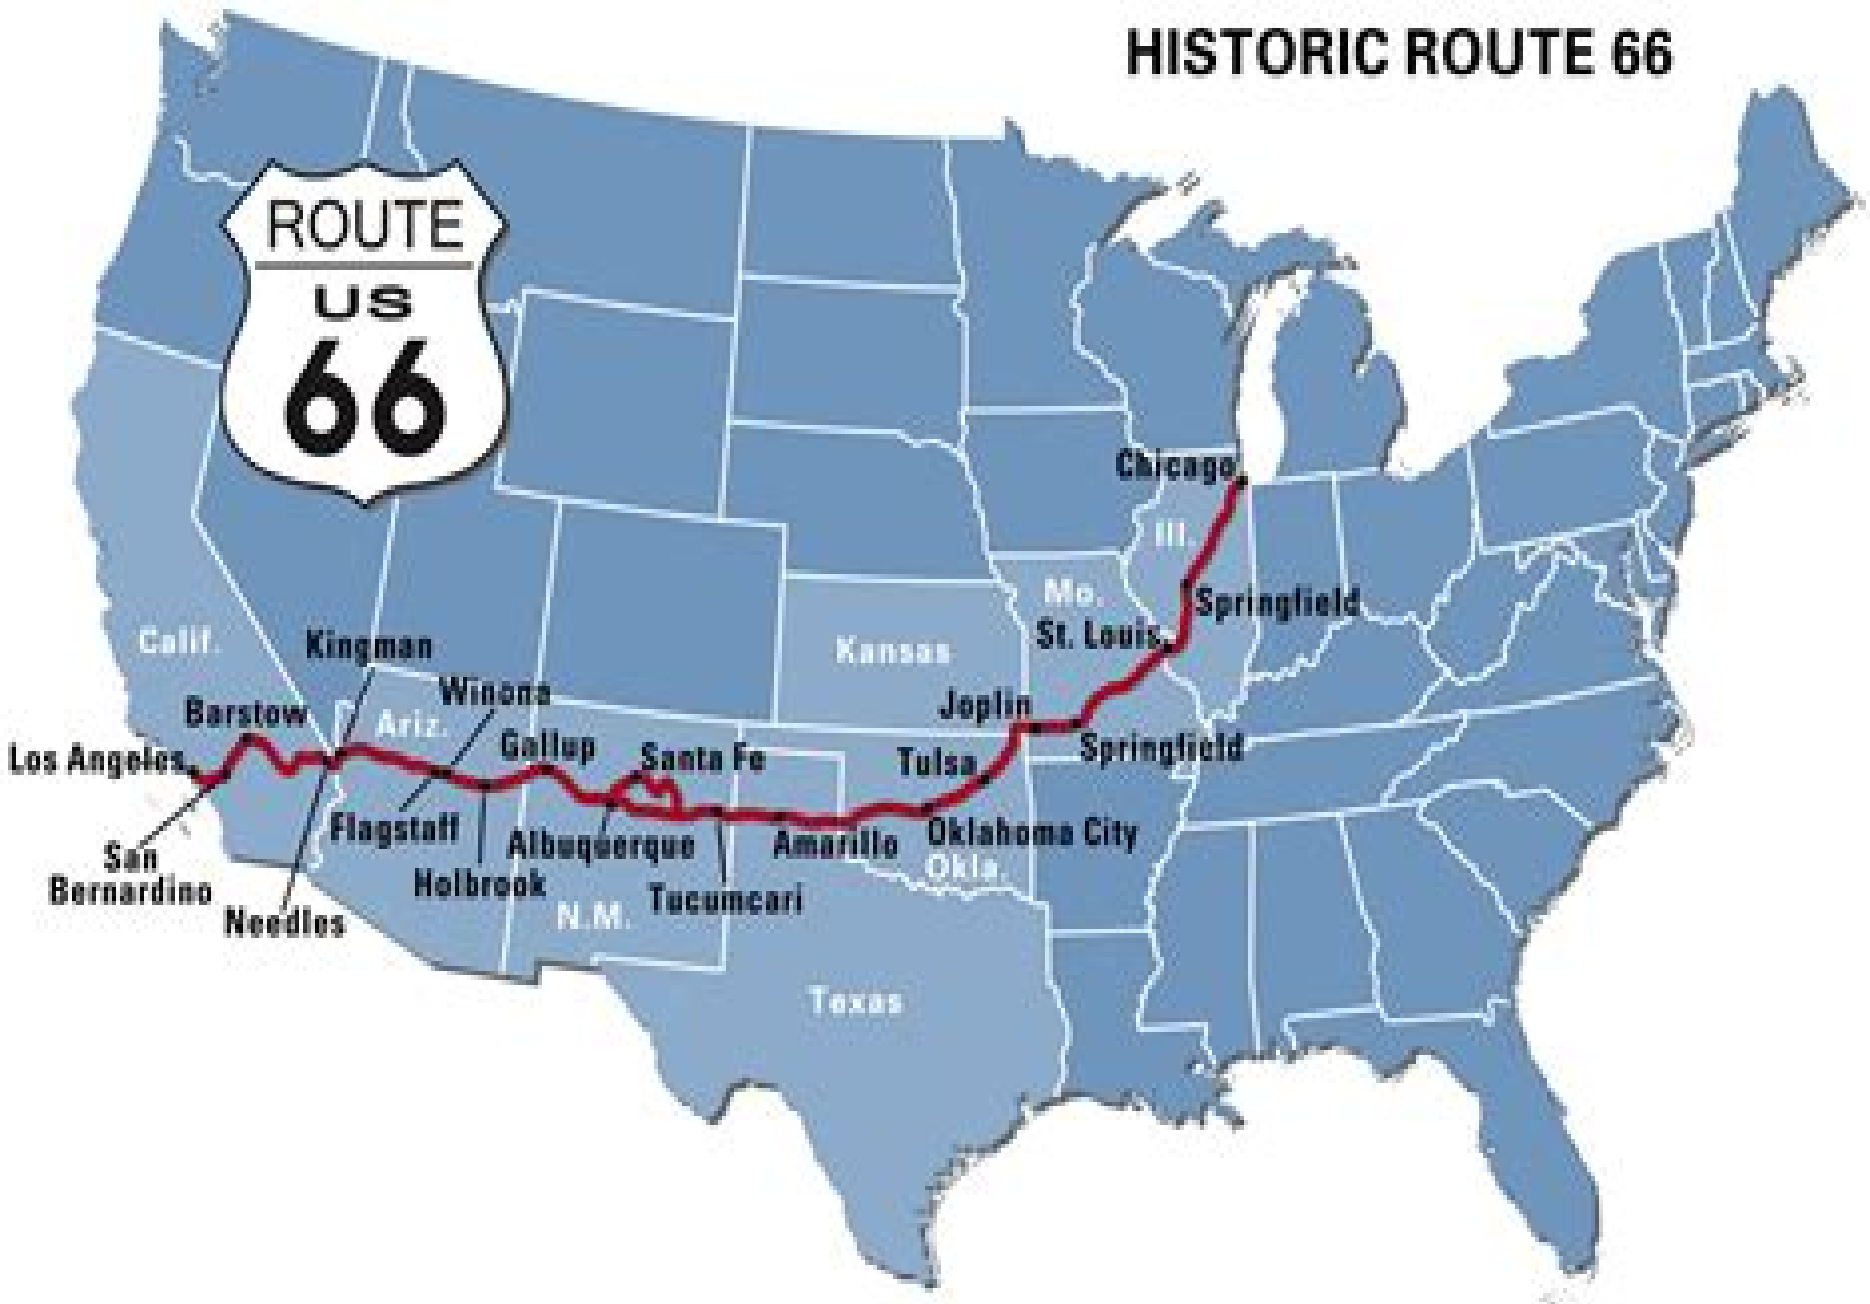 HISTORIC ROUTE 66
ROUTE
US
66
Chicago
Ill.
Mo.
Springfield
St. Louis
Calif.
Kingman
Kansas
Winona
Joplin
Barstow
Ariz.
Gallup
Santa Fe
Tulsa
Springfield
Los Angeles
Flagstaff
Albuquerque
Amarillo
Oklahoma City
San
Bernardino
Holbrook
Okla.
Tucumcari
Needles
N.M.
Texas